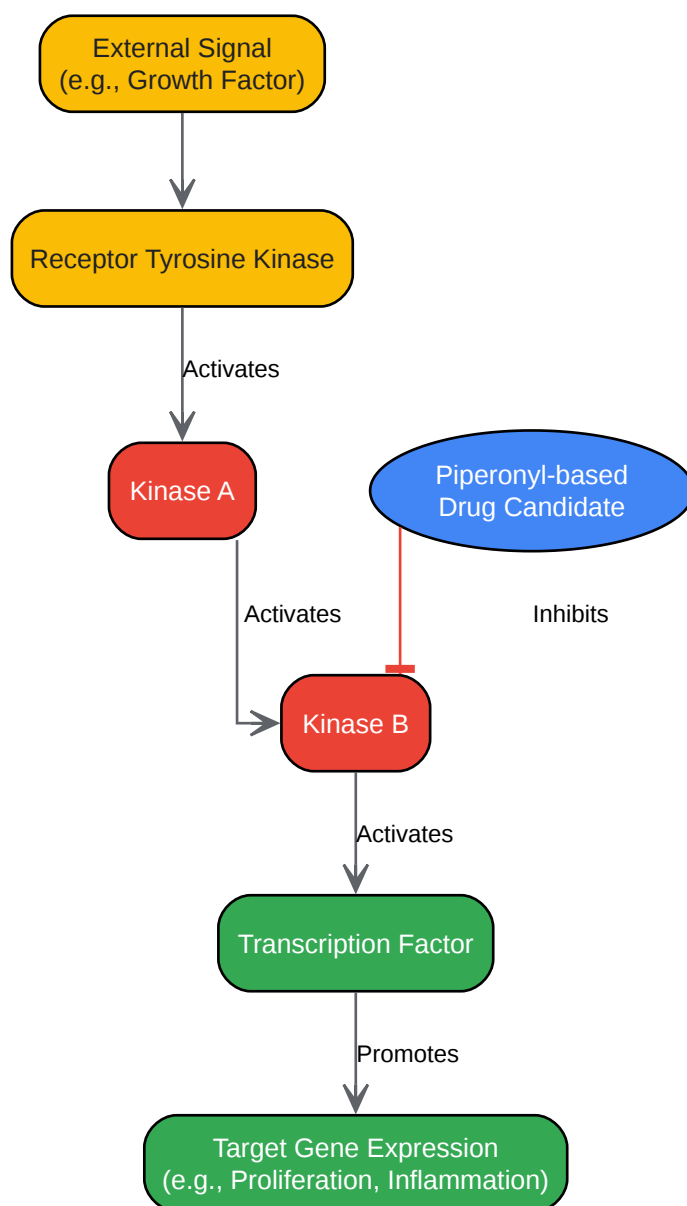 External Signal
(e.g., Growth Factor)
Receptor Tyrosine Kinase
Activates
Kinase A
Piperonyl-based
Drug Candidate
Activates
Inhibits
Kinase B
Activates
Transcription Factor
Promotes
Target Gene Expression
(e.g., Proliferation, Inflammation)